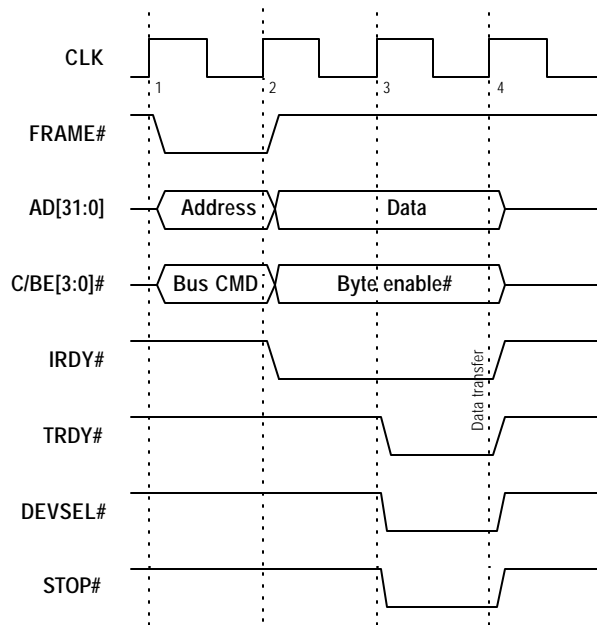 CLK
1 2 3 4
FRAME#
AD[31:0] Address Data
C/BE[3:0]# Bus CMD Byte enable#
IRDY#
Data transfer
TRDY#
DEVSEL#
STOP#